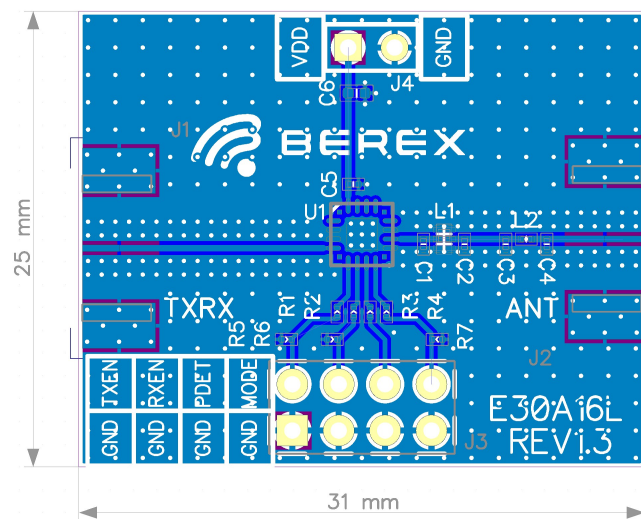 VDD
GND
C6
J4
J1
BEREX
C5
U1
L1
L2
C1
C2
C3
C4
25 mm
TXRX
R1
R2
R3
R4
ANT
R5
R6
R7
J2
TXEN
RXEN
PDET
MODE
GND
GND
GND
GND
J3
E30A16L
REV1.3
31 mm